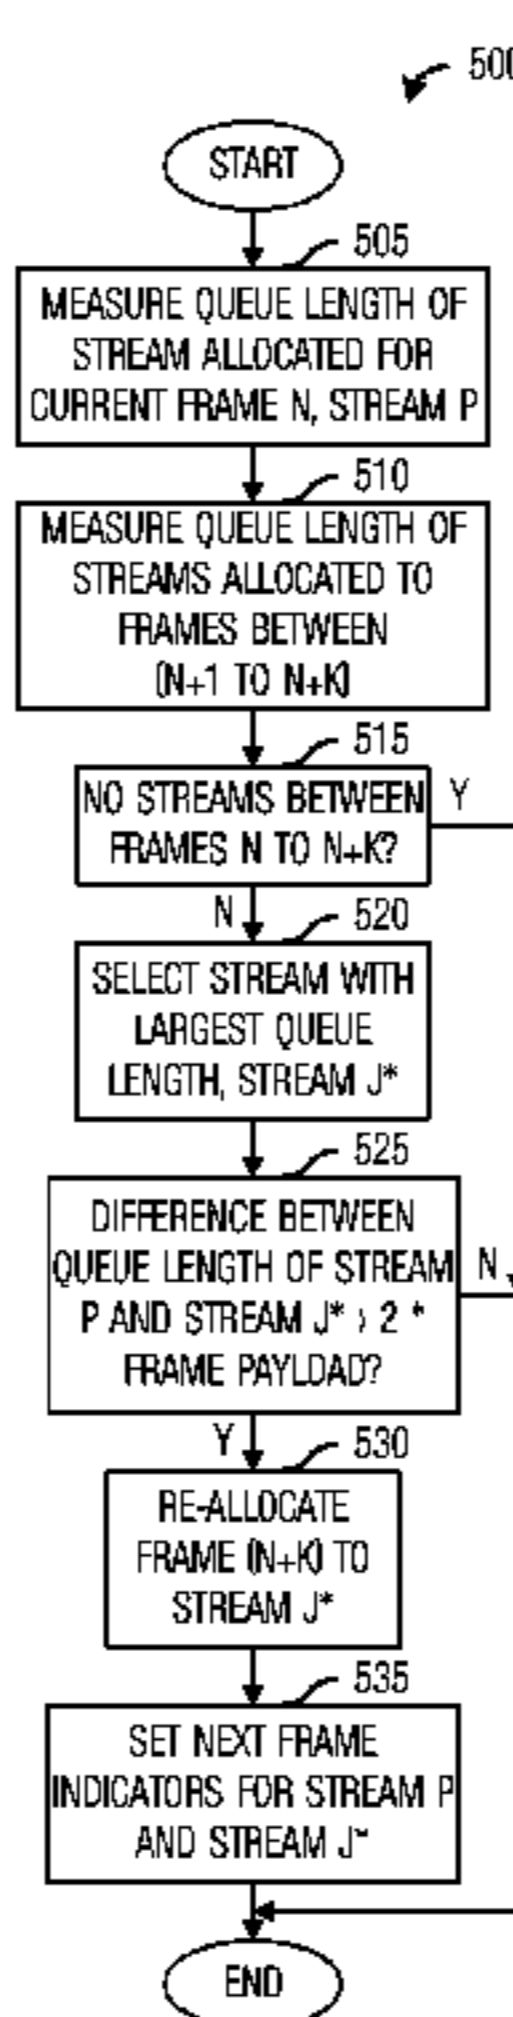 500
START
505
MEASURE QUEUE LENGTH OF
STREAM ALLOCATED FOR
CURRENT FRAME N, STREAM P
510
MEASURE QUEUE LENGTH OF
STREAMS ALLOCATED TO
FRAMES BETWEEN
(N+1 TO N+K)
515
NO STREAMS BETWEEN
FRAMES N TO N+K?
Y
N
520
SELECT STREAM WITH
LARGEST QUEUE
LENGTH, STREAM J*
525
DIFFERENCE BETWEEN
QUEUE LENGTH OF STREAM
P AND STREAM J* > 2 *
FRAME PAYLOAD?
N
Y
530
RE-ALLOCATE
FRAME (N+K) TO
STREAM J*
535
SET NEXT FRAME
INDICATORS FOR STREAM P
AND STREAM J*
END